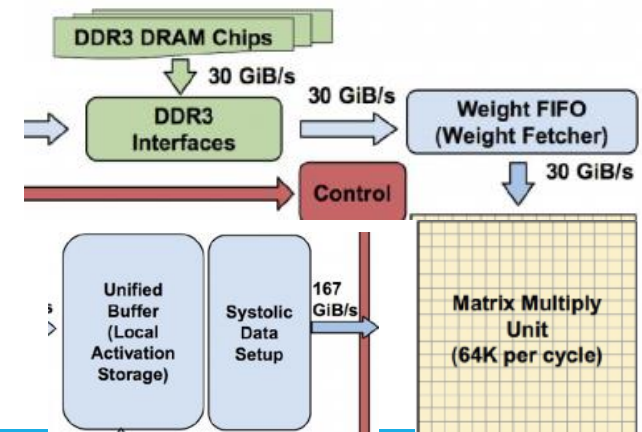 DDR3 DRAM Chips
30 GiB/s
DDR3
Interfaces
30 GiB/s
Weight FIFO
(Weight Fetcher)
30 GiB/s
Control
Unified
Buffer
(Local
Activation
Storage)
Systolic
Data
Setup
167
GiB/s
Matrix Multiply
Unit
(64K per cycle)